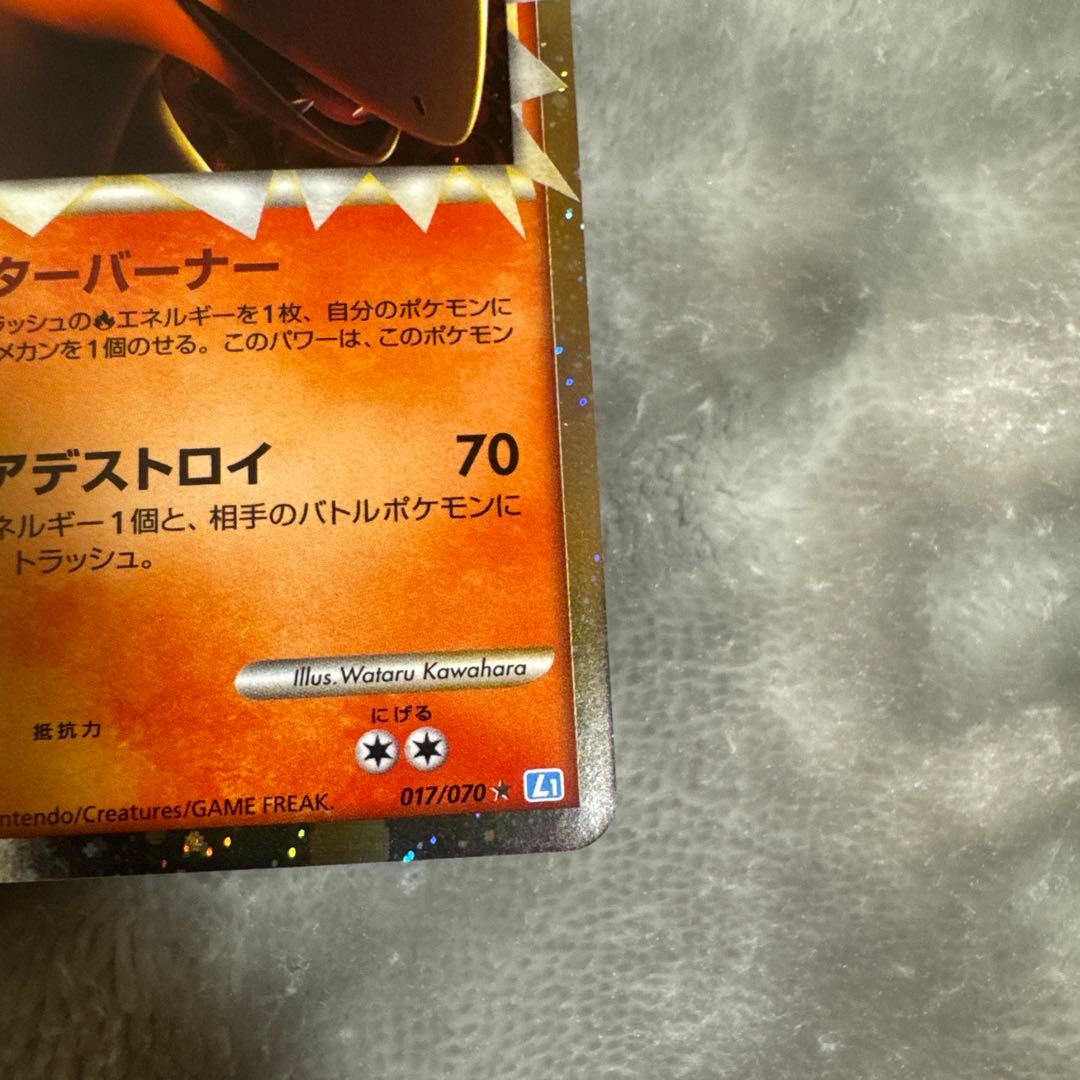 ターバーナー
ラッシュの エネルギーを1枚、自分のポケモンに
メカンを1個のせる。このパワーは、このポケモン
アデストロイ 70
ネルギー1個と、相手のバトルポケモンに
トラッシュ。
Illus. Wataru Kawahara
抵抗力 にげる
ntendo/Creatures/GAME FREAK. 017/070 ★ L1